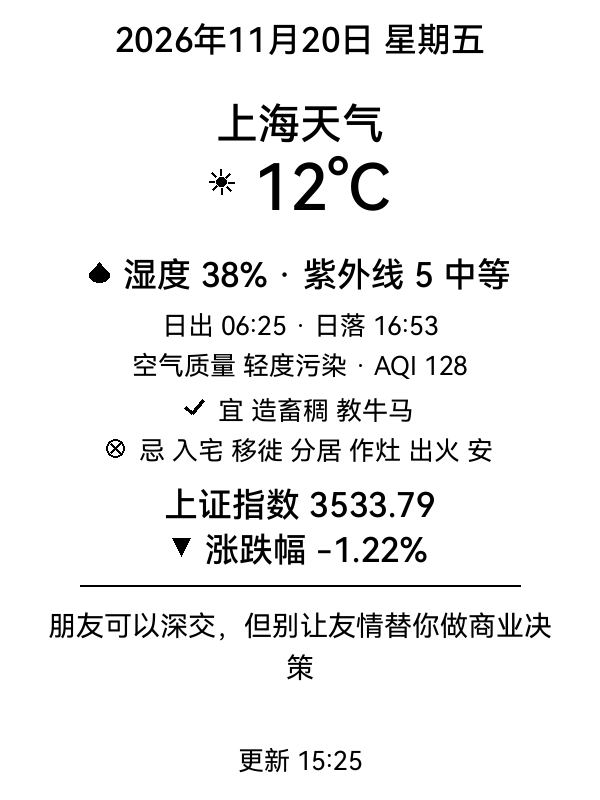 2026年11月20日 星期五
上海天气
12°C
湿度 38% · 紫外线 5 中等
日出 06:25 · 日落 16:53
空气质量 轻度污染 · AQI 128
宜 造畜稠 教牛马
忌 入宅 移徙 分居 作灶 出火 安
上证指数 3533.79
▼ 涨跌幅 -1.22%
朋友可以深交，但别让友情替你做商业决
策
更新 15:25